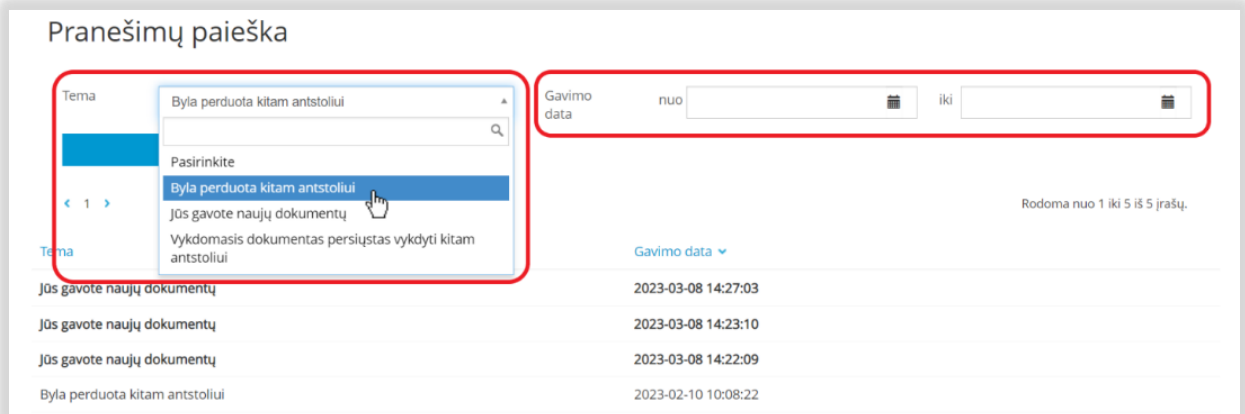 Pranešimų paieška
Tema
Byla perduota kitam antstoliui
Gavimo data
nuo
iki
Pasirinkite
Byla perduota kitam antstoliui
Jūs gavote naujų dokumentų
Vykdomasis dokumentas persiųstas vykdyti kitam
antstoliui
1
Rodoma nuo 1 iki 5 iš 5 įrašų.
Tema
Gavimo data
Jūs gavote naujų dokumentų 2023-03-08 14:27:03
Jūs gavote naujų dokumentų 2023-03-08 14:23:10
Jūs gavote naujų dokumentų 2023-03-08 14:22:09
Byla perduota kitam antstoliui 2023-02-10 10:08:22